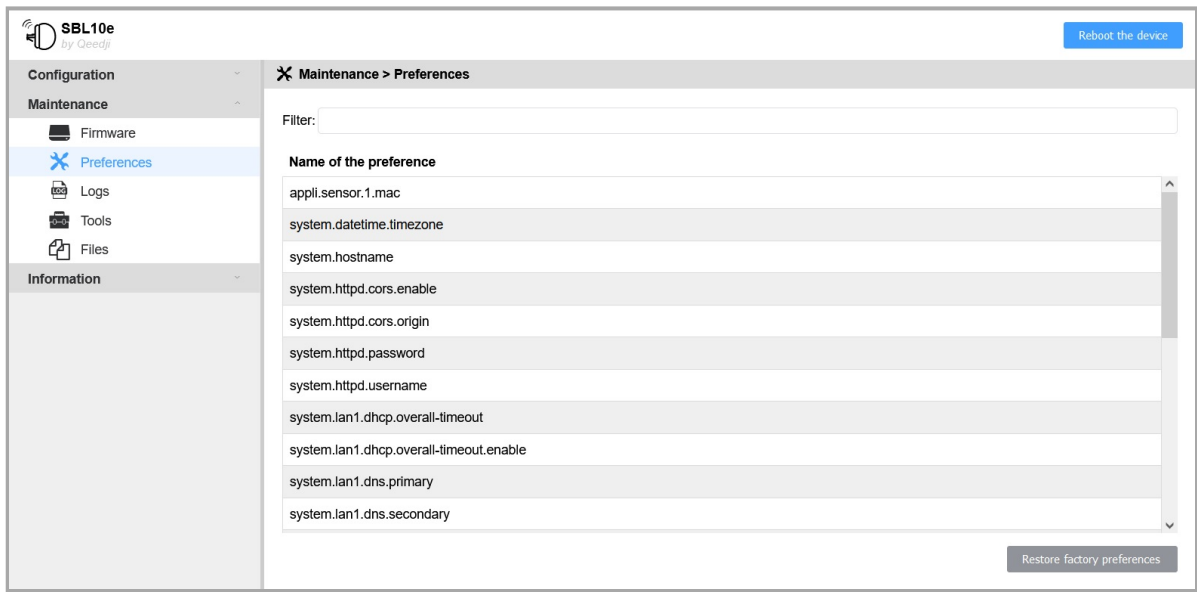 SBL10e
by Qeedji
Reboot the device
Configuration
Maintenance
Firmware
Preferences
LOG
Logs
Tools
Files
Information
Maintenance > Preferences
Filter:
Name of the preference
appli.sensor.1.mac
system.datetime.timezone
system.hostname
system.httpd.cors.enable
system.httpd.cors.origin
system.httpd.password
system.httpd.username
system.lan1.dhcp.overall-timeout
system.lan1.dhcp.overall-timeout.enable
system.lan1.dns.primary
system.lan1.dns.secondary
Restore factory preferences